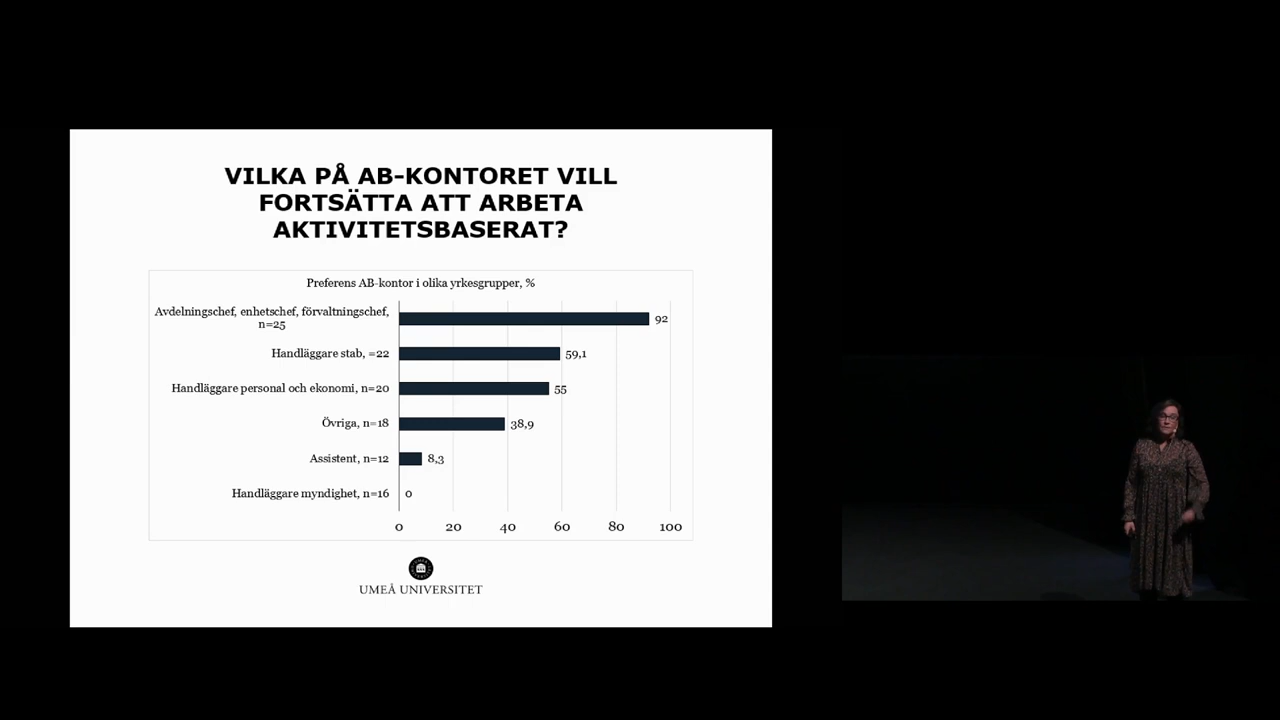 VILKA PÅ AB-KONTORET VILL
FORTSÄTTA ATT ARBETA
AKTIVITETSBASERAT?
Preferens AB-kontor i olika yrkesgrupper, %
Avdelningschef, enhetschef, förvaltningschef,
n=25
92
Handläggare stab, =22
59,1
Handläggare personal och ekonomi, n=20
55
Övriga, n=18
38,9
Assistent, n=12
8,3
Handläggare myndighet, n=16
0
0 20 40 60 80 100
UMEÅ UNIVERSITET